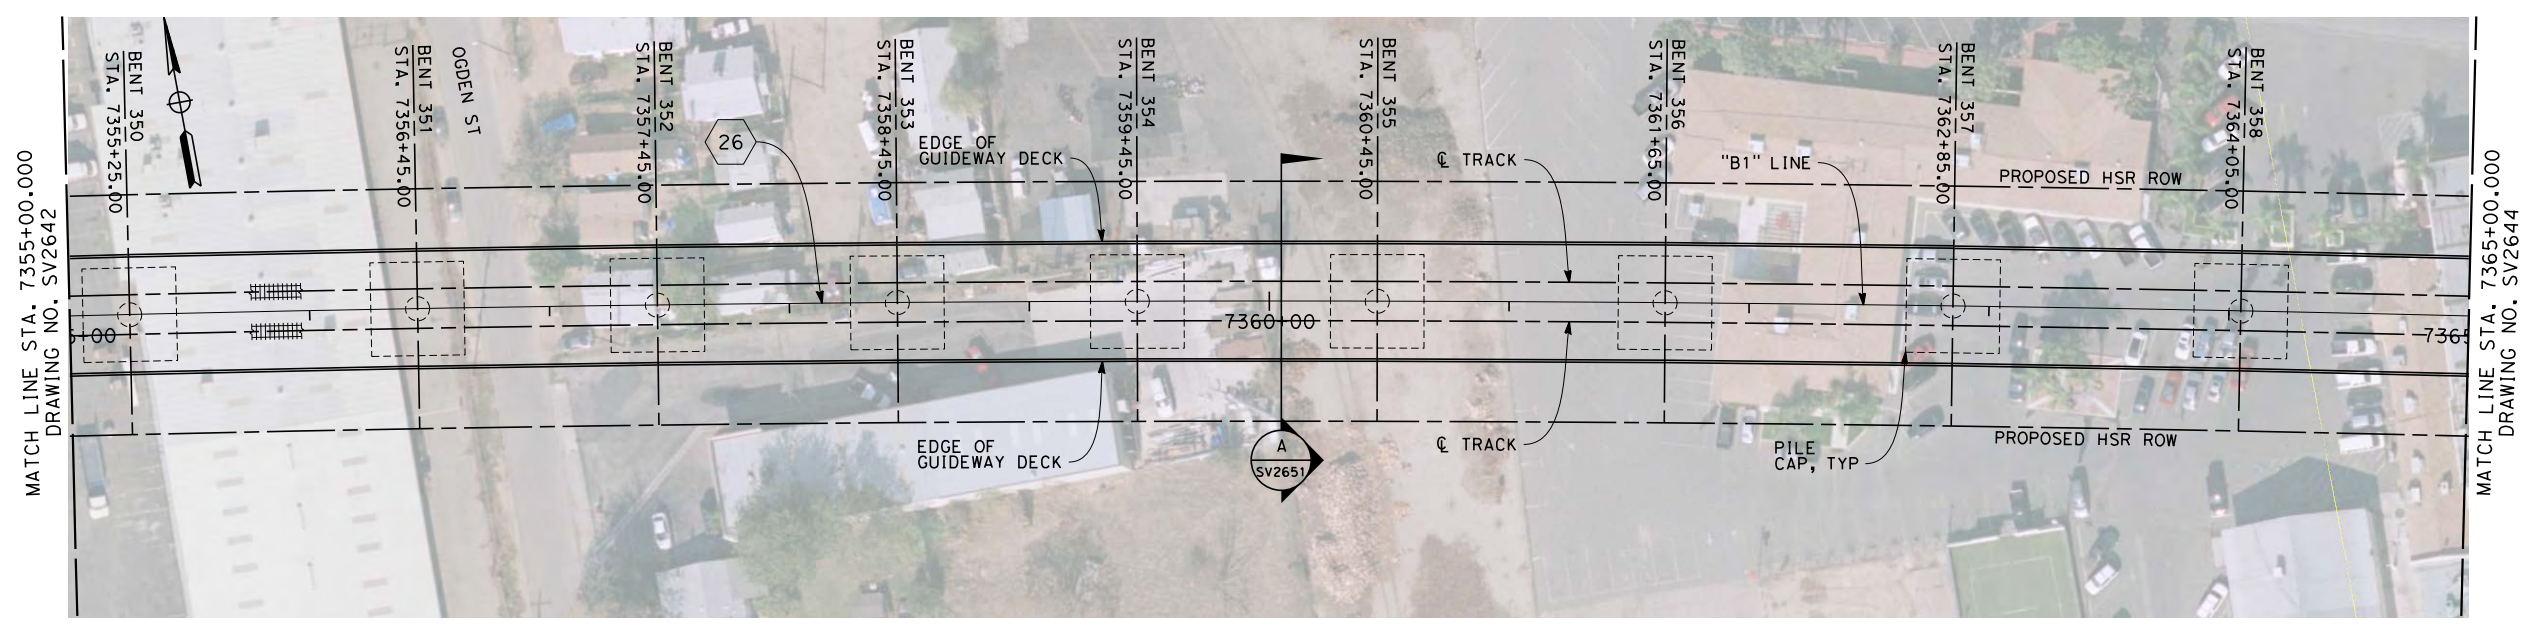 MATCH LINE STA. 7355+00.000
DRAWING NO. SV2642
BENT 350
STA. 7355+25.00
BENT 351
STA. 7356+45.00
OGDEN ST
BENT 352
STA. 7357+45.00
26
BENT 353
STA. 7358+45.00
EDGE OF
GUIDEWAY DECK
BENT 354
STA. 7359+45.00
BENT 355
STA. 7360+45.00
℄ TRACK
BENT 356
STA. 7361+65.00
"B1" LINE
BENT 357
STA. 7362+85.00
PROPOSED HSR ROW
BENT 358
STA. 7364+05.00
5+00
7360+00
7365
EDGE OF
GUIDEWAY DECK
A
SV2651
℄ TRACK
PILE
CAP, TYP
PROPOSED HSR ROW
MATCH LINE STA. 7365+00.000
DRAWING NO. SV2644